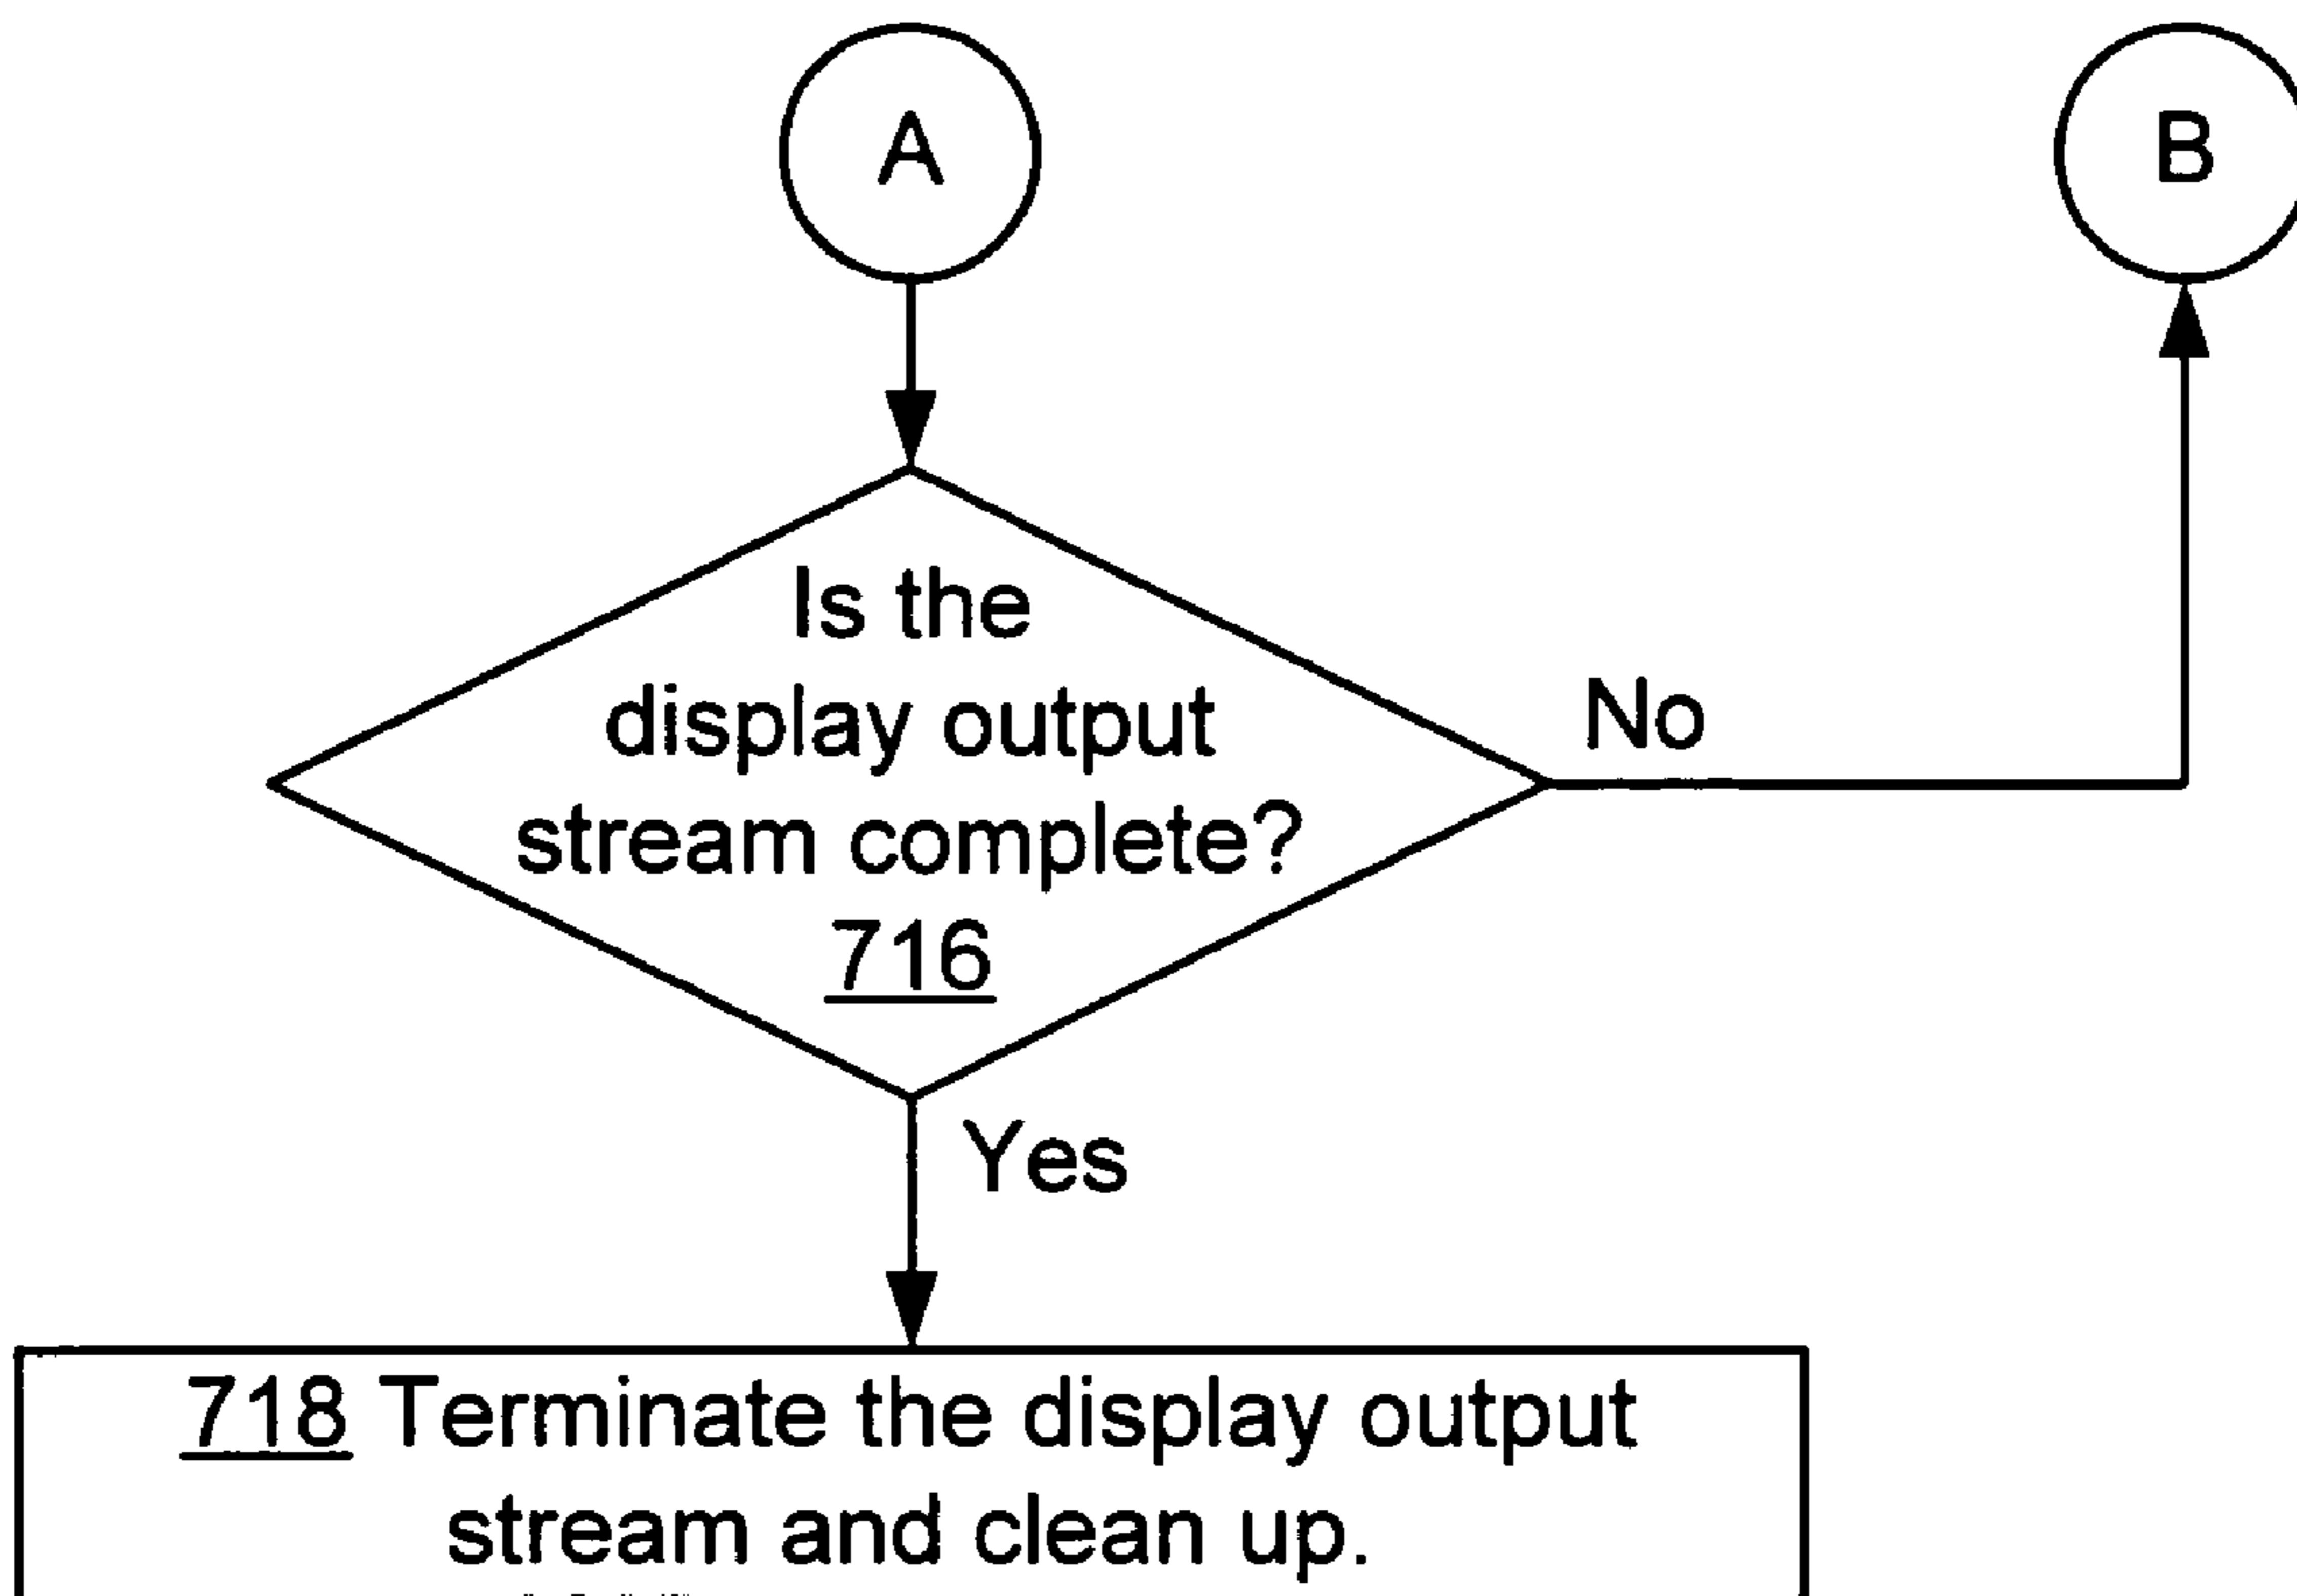 A
B
Is the
display output
stream complete?
716
No
Yes
718 Terminate the display output
stream and clean up.